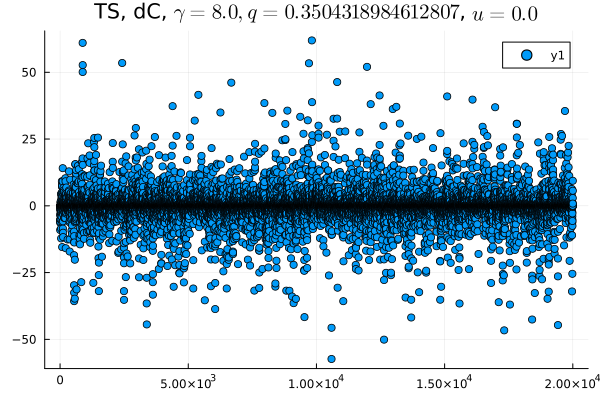 TS, dC, γ = 8.0, q = 0.3504318984612807, u = 0.0
y1
50
25
0
−25
−50
0 5.00×10³ 1.00×10⁴ 1.50×10⁴ 2.00×10⁴